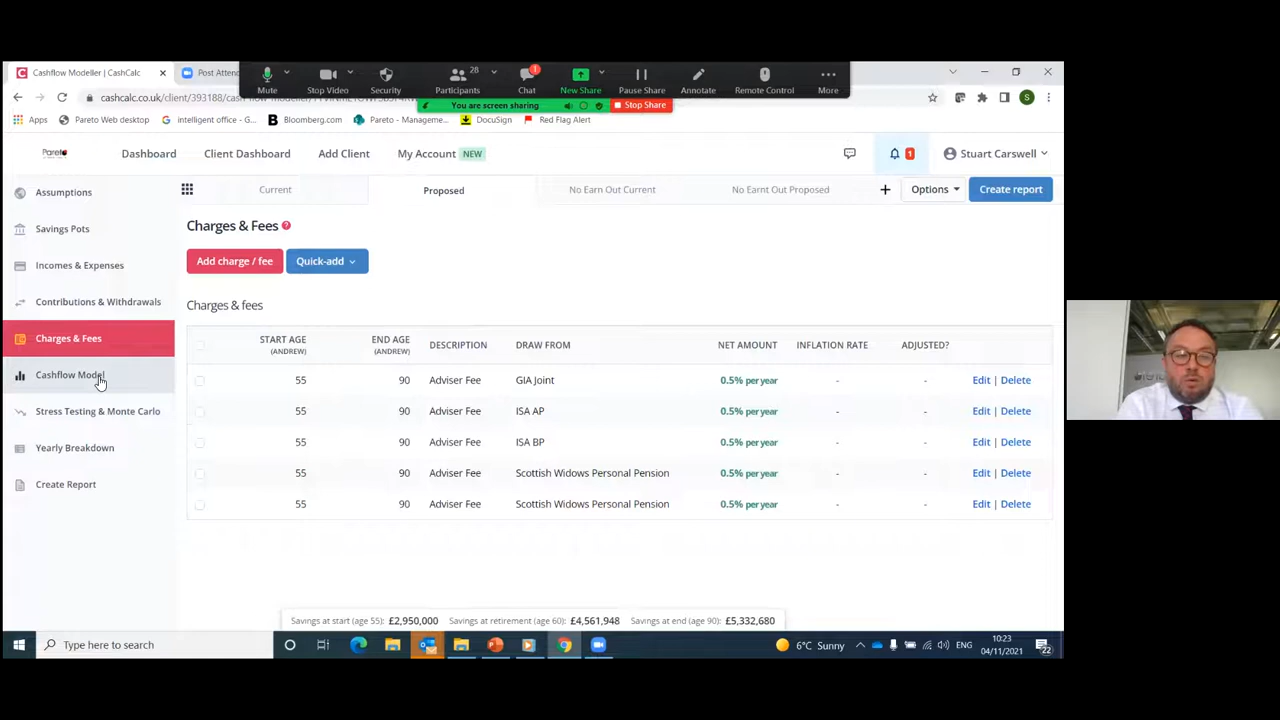 Cashflow Modeller | CashCalc
Post Attend
Mute
Stop Video
Security
28
Participants
1
Chat
New Share
Pause Share
Annotate
Remote Control
More
You are screen sharing
Stop Share
cashcalc.co.uk/client/393188/
S
Apps
Pareto Web desktop
intelligent office - G...
Bloomberg.com
Pareto - Manageme...
DocuSign
Red Flag Alert
Pareto
Dashboard
Client Dashboard
Add Client
My Account NEW
1
Stuart Carswell
Assumptions
Savings Pots
Incomes & Expenses
Contributions & Withdrawals
Charges & Fees
Cashflow Model
Stress Testing & Monte Carlo
Yearly Breakdown
Create Report
Current
Proposed
No Earn Out Current
No Earnt Out Proposed
Options
Create report
Charges & Fees ?
Add charge / fee
Quick-add
Charges & fees
START AGE (ANDREW) END AGE (ANDREW) DESCRIPTION DRAW FROM NET AMOUNT INFLATION RATE ADJUSTED?
55 90 Adviser Fee GIA Joint 0.5% per year - - Edit | Delete
55 90 Adviser Fee ISA AP 0.5% per year - - Edit | Delete
55 90 Adviser Fee ISA BP 0.5% per year - - Edit | Delete
55 90 Adviser Fee Scottish Widows Personal Pension 0.5% per year - - Edit | Delete
55 90 Adviser Fee Scottish Widows Personal Pension 0.5% per year - - Edit | Delete
Savings at start (age 55): £2,950,000 Savings at retirement (age 60): £4,561,948 Savings at end (age 90): £5,332,680
Type here to search
6°C Sunny
ENG
10:23
04/11/2021
22